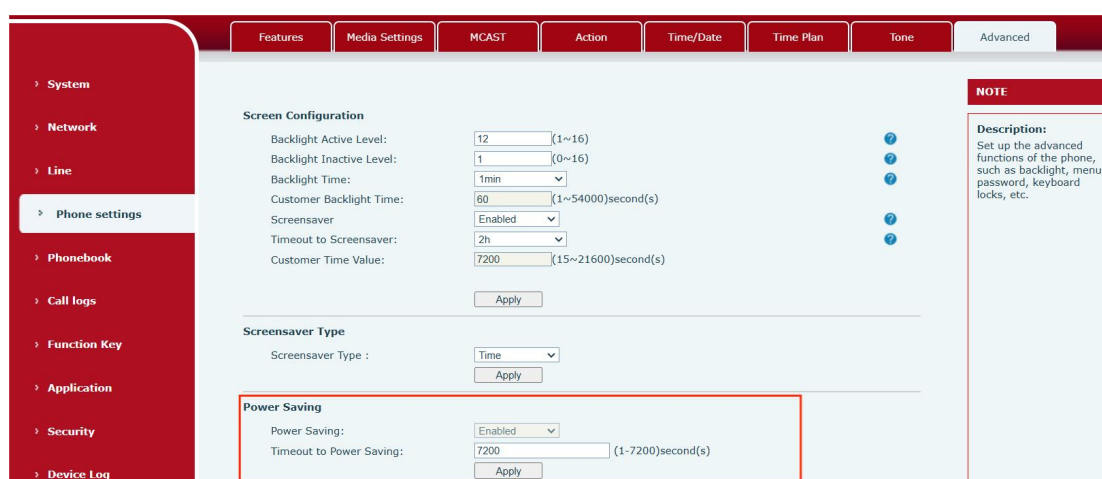 Features Media Settings MCAST Action Time/Date Time Plan Tone Advanced
System
Network
Line
Phone settings
Phonebook
Call logs
Function Key
Application
Security
Device Log
Screen Configuration
Backlight Active Level: 12 (1~16)
Backlight Inactive Level: 1 (0~16)
Backlight Time: 1min
Customer Backlight Time: 60 (1~54000)second(s)
Screensaver Enabled
Timeout to Screensaver: 2h
Customer Time Value: 7200 (15~21600)second(s)
Apply
Screensaver Type
Screensaver Type : Time
Apply
Power Saving
Power Saving: Enabled
Timeout to Power Saving: 7200 (1-7200)second(s)
Apply
NOTE
Description:
Set up the advanced
functions of the phone,
such as backlight, menu
password, keyboard
locks, etc.